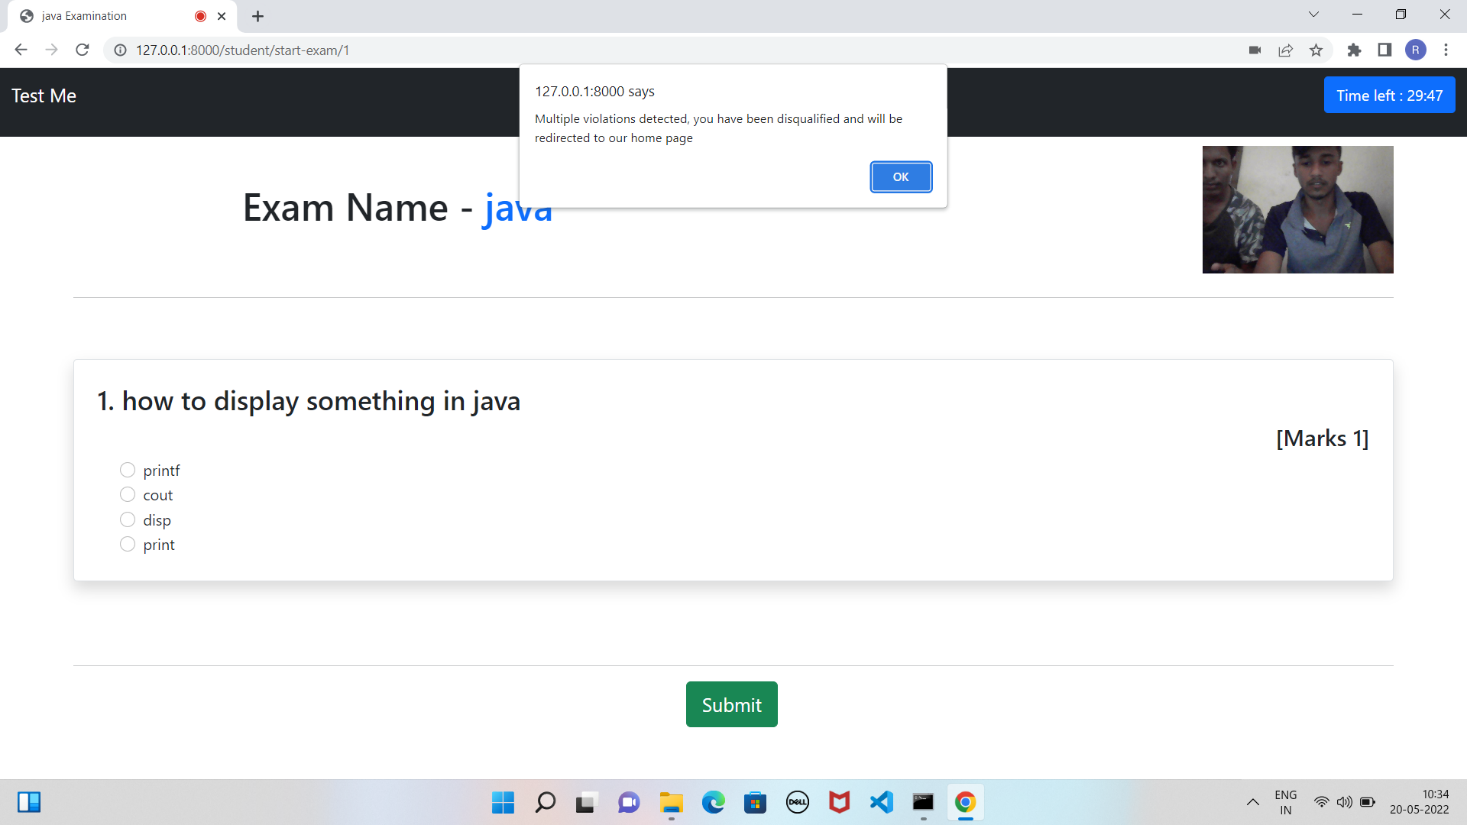 java Examination
127.0.0.1:8000/student/start-exam/1
R
Test Me
Time left : 29:47
127.0.0.1:8000 says
Multiple violations detected, you have been disqualified and will be
redirected to our home page
OK
Exam Name - java
1. how to display something in java
[Marks 1]
printf
cout
disp
print
Submit
DELL
ENG
IN
10:34
20-05-2022